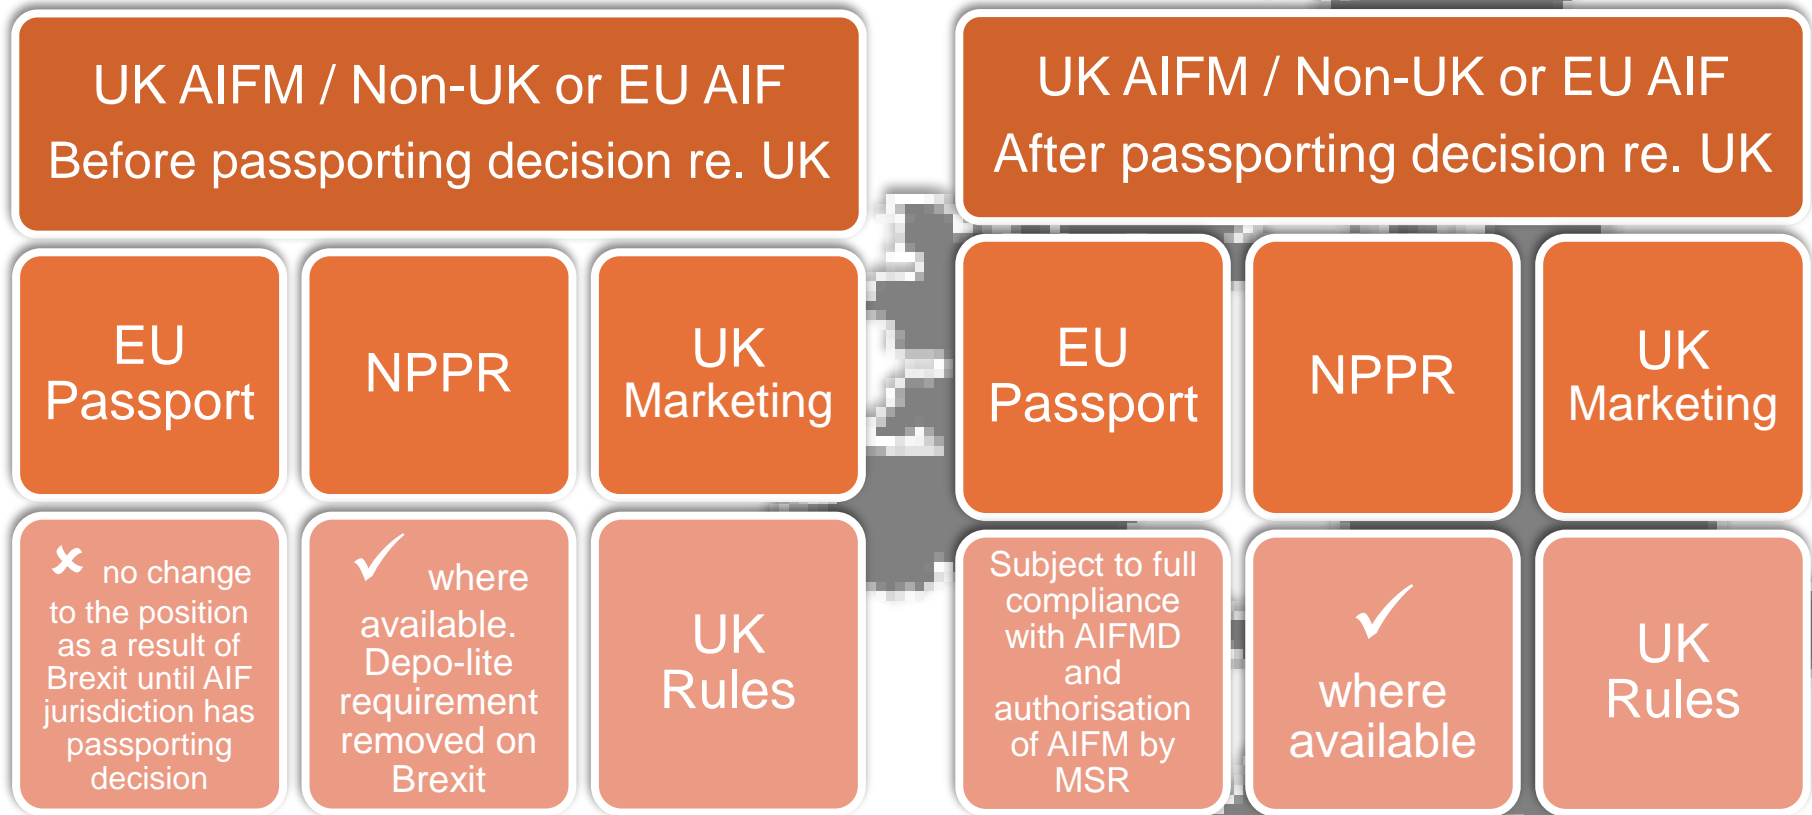 UK AIFM / Non-UK or EU AIF
Before passporting decision re. UK
EU
Passport
NPPR
UK
Marketing
✘ no change
to the position
as a result of
Brexit until AIF
jurisdiction has
passporting
decision
✓ where
available.
Depo-lite
requirement
removed on
Brexit
UK
Rules
UK AIFM / Non-UK or EU AIF
After passporting decision re. UK
EU
Passport
NPPR
UK
Marketing
Subject to full
compliance
with AIFMD
and
authorisation
of AIFM by
MSR
✓
where
available
UK
Rules